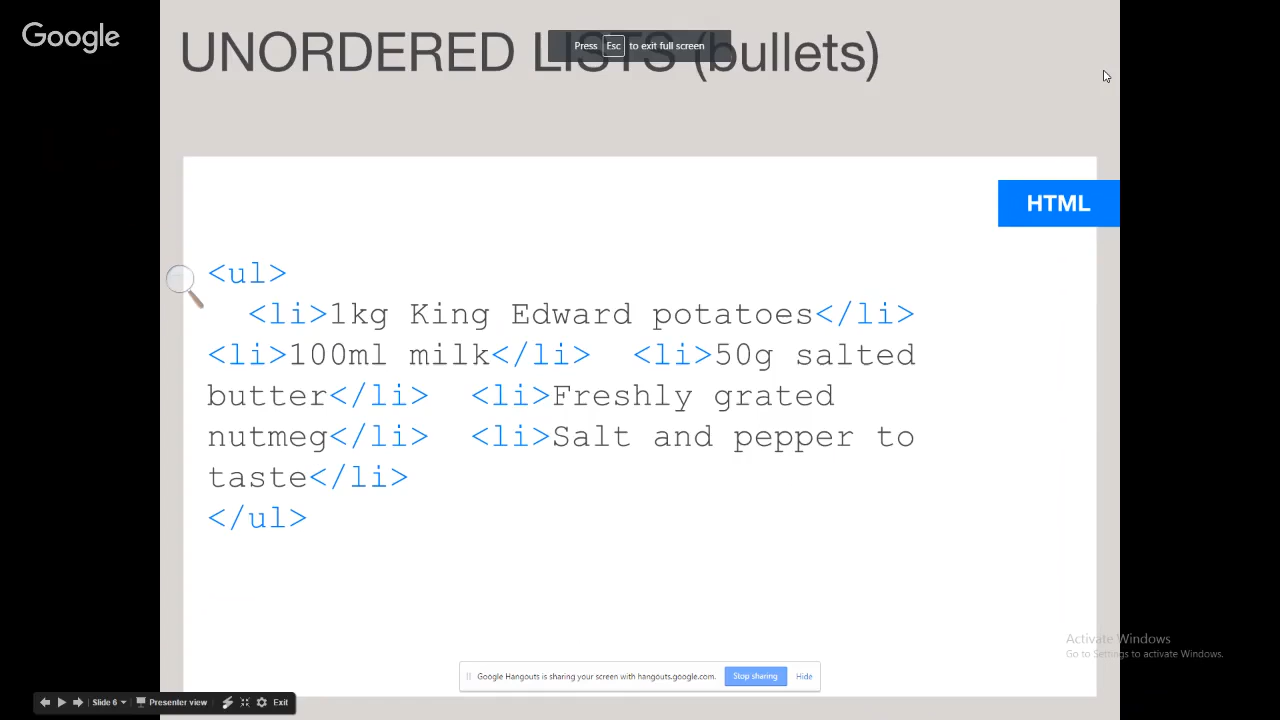 Google
UNORDERED LISTS (bullets)
Press Esc to exit full screen
HTML
<ul>
<li>1kg King Edward potatoes</li>
<li>100ml milk</li> <li>50g salted
butter</li> <li>Freshly grated
nutmeg</li> <li>Salt and pepper to
taste</li>
</ul>
Activate Windows
Go to Settings to activate Windows.
Google Hangouts is sharing your screen with hangouts.google.com. Stop sharing Hide
Slide 6 Presenter view Exit